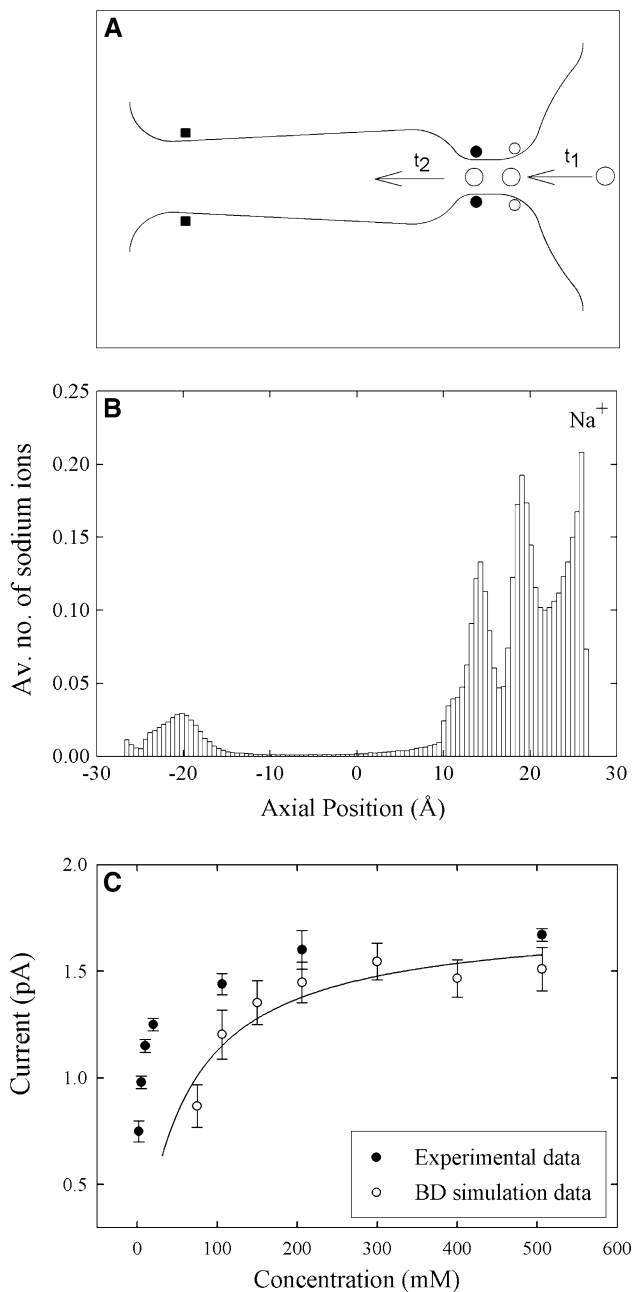 A
t2
t1
B
Na+
0.25
0.20
0.15
0.10
0.05
0.00
Av. no. of sodium ions
-30 -20 -10 0 10 20 30
Axial Position (Å)
C
2.0
1.5
1.0
0.5
Current (pA)
Experimental data
BD simulation data
0 100 200 300 400 500 600
Concentration (mM)